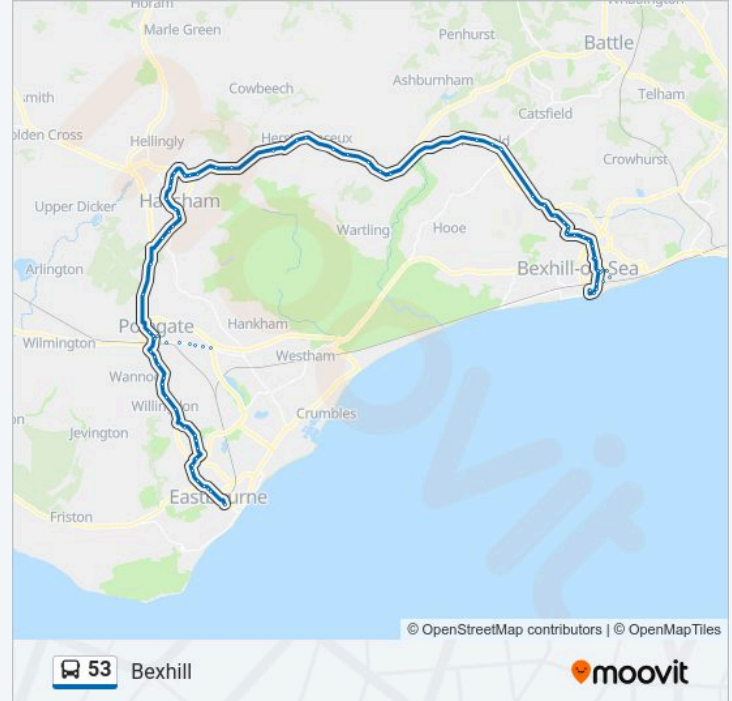 Horam
Marle Green
Penhurst
Battle
Ashburnham
Telham
Cowbeech
smith
Catsfield
olden Cross
Hellingly
Crowhurst
Upper Dicker
Wartling
Hooe
Arlington
Bexhill-on-Sea
Hankham
Wilmington
Westham
Crumbles
Jevington
Eastbourne
Friston
© OpenStreetMap contributors | © OpenMapTiles
53 Bexhill
moovit